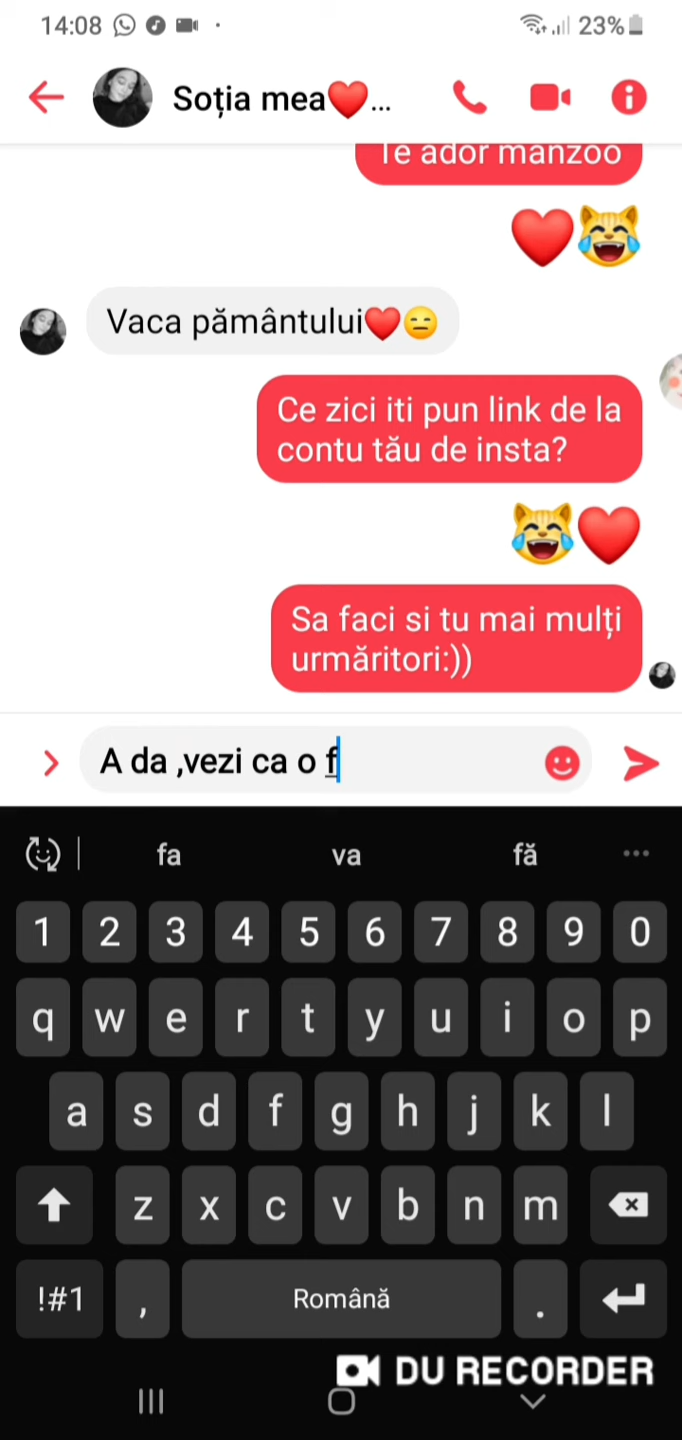 14:08
23%
Soția mea❤️...
Te ador manzoo
❤️😹
Vaca pământului❤️😑
Ce zici iti pun link de la
contu tău de insta?
😹❤️
Sa faci si tu mai mulți
urmăritori:))
A da ,vezi ca o f
fa va fă
1 2 3 4 5 6 7 8 9 0
q w e r t y u i o p
a s d f g h j k l
z x c v b n m
!#1 , Română .
DU RECORDER